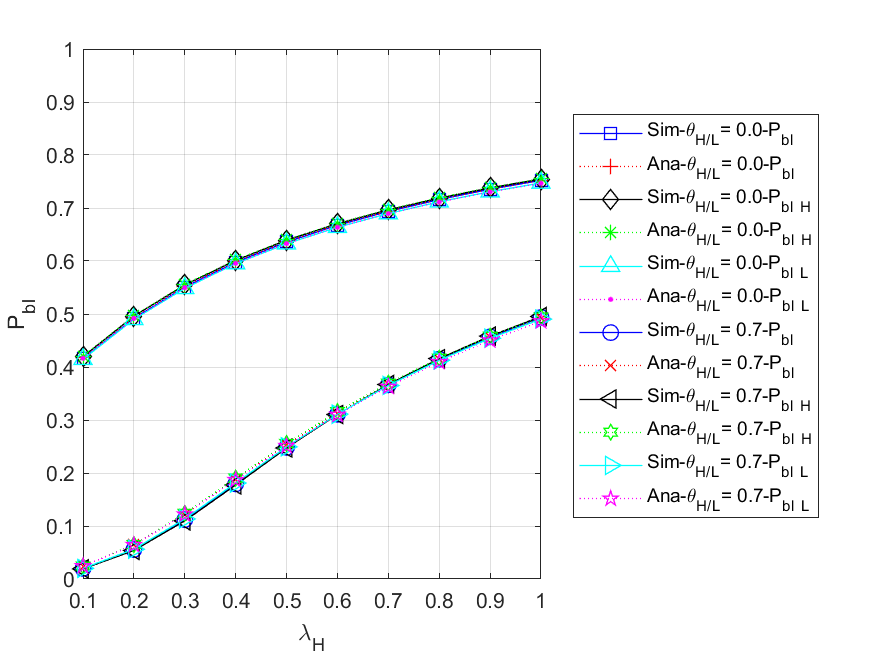 1
0.9
0.8
0.7
0.6
0.5
0.4
0.3
0.2
0.1
0
P_bl
0.1 0.2 0.3 0.4 0.5 0.6 0.7 0.8 0.9 1
λ_H
Sim-θ_H/L= 0.0-P_bl
Ana-θ_H/L= 0.0-P_bl
Sim-θ_H/L= 0.0-P_bl H
Ana-θ_H/L= 0.0-P_bl H
Sim-θ_H/L= 0.0-P_bl L
Ana-θ_H/L= 0.0-P_bl L
Sim-θ_H/L= 0.7-P_bl
Ana-θ_H/L= 0.7-P_bl
Sim-θ_H/L= 0.7-P_bl H
Ana-θ_H/L= 0.7-P_bl H
Sim-θ_H/L= 0.7-P_bl L
Ana-θ_H/L= 0.7-P_bl L